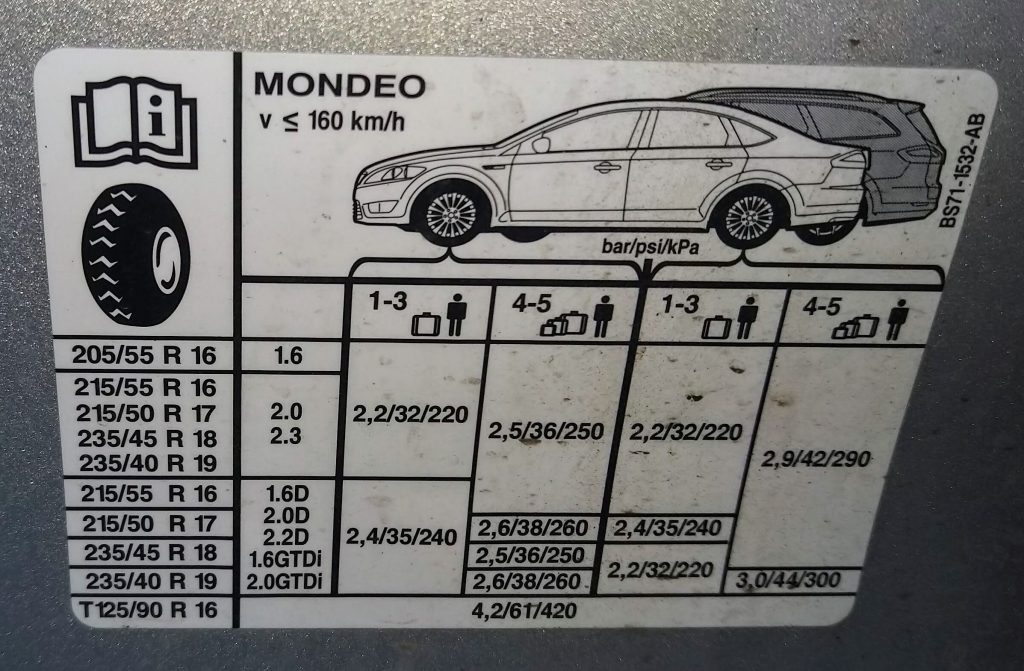 MONDEO
v ≤ 160 km/h
BS71-1532-AB
i
bar/psi/kPa
1-3 4-5 1-3 4-5
205/55 R 16 1.6
215/55 R 16
215/50 R 17 2.0 2,2/32/220
235/45 R 18 2.3 2,5/36/250 2,2/32/220
235/40 R 19 2,9/42/290
215/55 R 16 1.6D
215/50 R 17 2.0D 2,6/38/260 2,4/35/240
2.2D 2,4/35/240
235/45 R 18 1.6GTDi 2,5/36/250 2,2/32/220
235/40 R 19 2.0GTDi 2,6/38/260 3,0/44/300
T125/90 R 16 4,2/61/420